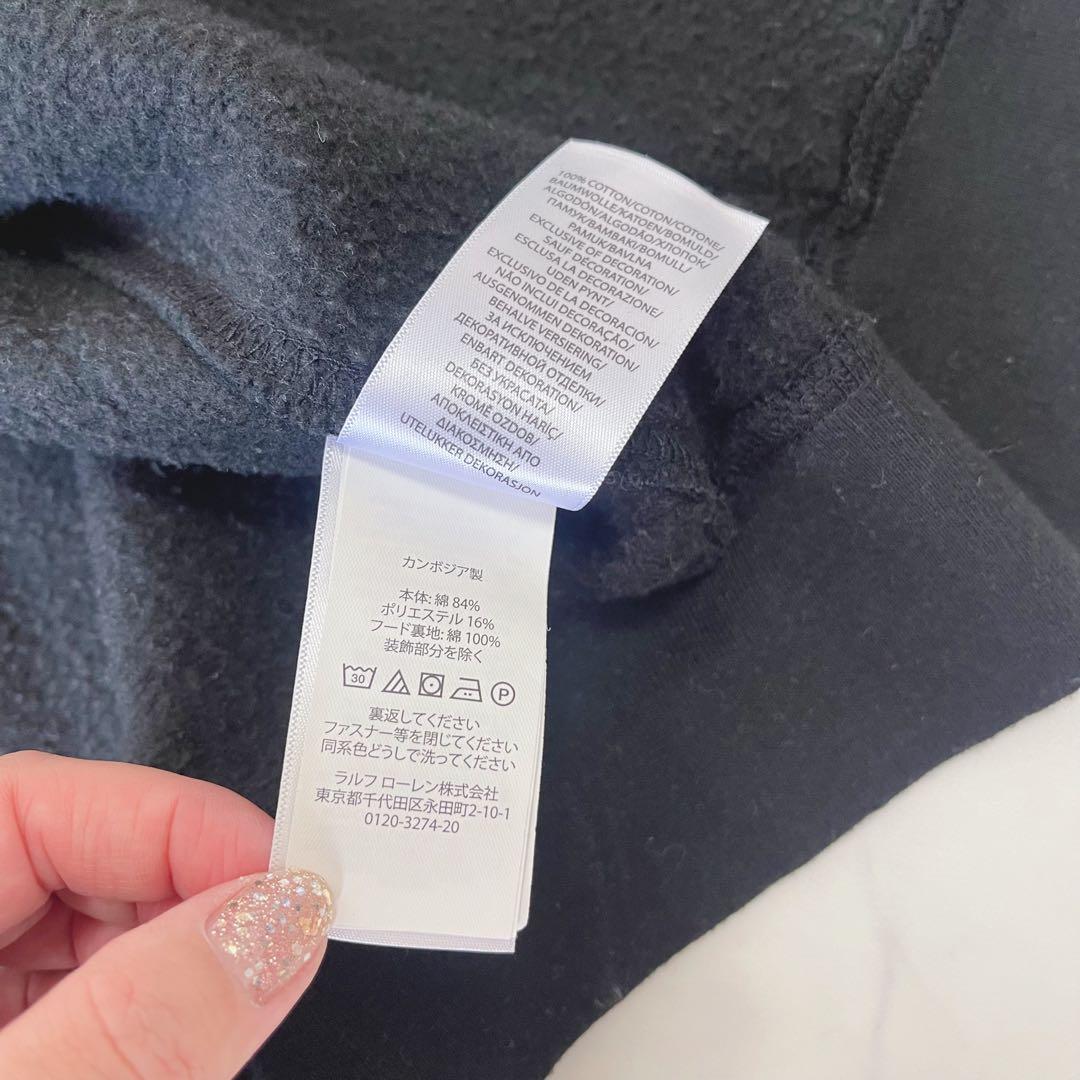 100% COTTON/COTON/COTONE/
BAUMWOLLE/KATOEN/BOMULD/
ALGODÓN/ALGODÃO/ХЛОПОК/
ПАМУК/ΒΑΜΒΑΚΙ/BOMULL/
PAMUK/BAVLNA
EXCLUSIVE OF DECORATION/
SAUF DÉCORATION/
ESCLUSA LA DECORAZIONE/
UDEN PYNT/
EXCLUSIVO DE LA DECORACIÓN/
NÃO INCLUI DECORAÇÃO/
AUSGENOMMEN DEKORATION/
BEHALVE VERSIERING/
ЗА ИСКЛЮЧЕНИЕМ
ДЕКОРАТИВНОЙ ОТДЕЛКИ/
ENBART DEKORATION/
БЕЗ УКРАСАТА/
DEKORASYON HARIÇ/
KROMĚ OZDOB/
ΑΠΟΚΛΕΙΣΤΙΚΗ ΑΠΟ
ΔΙΑΚΟΣΜΗΣΗ/
UTELUKKER DEKORASJON
カンボジア製
本体: 綿 84%
ポリエステル 16%
フード裏地: 綿 100%
装飾部分を除く
30 P
裏返してください
ファスナー等を閉じてください
同系色どうしで洗ってください
ラルフ ローレン株式会社
東京都千代田区永田町2-10-1
0120-3274-20